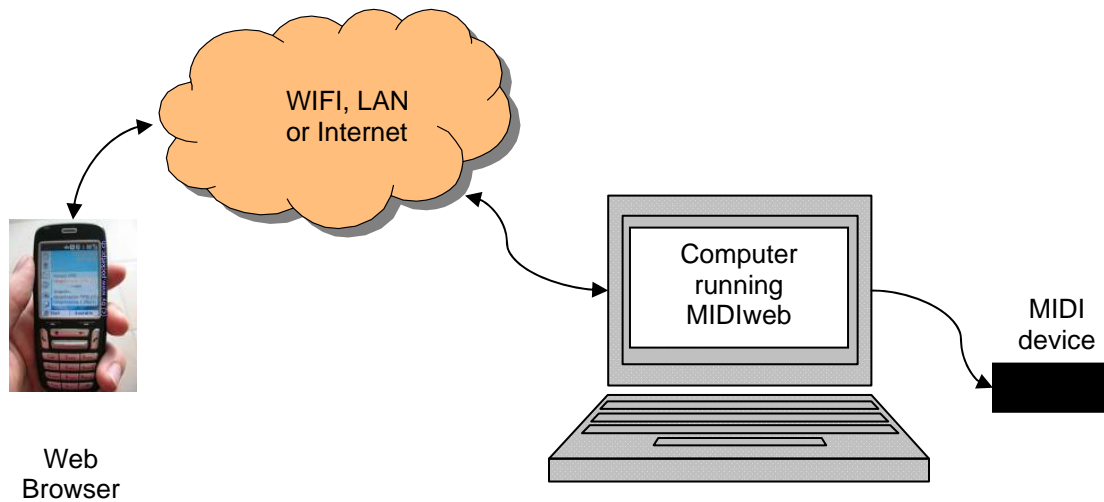 WIFI, LAN
or Internet
Computer
running
MIDIweb
MIDI
device
Web
Browser